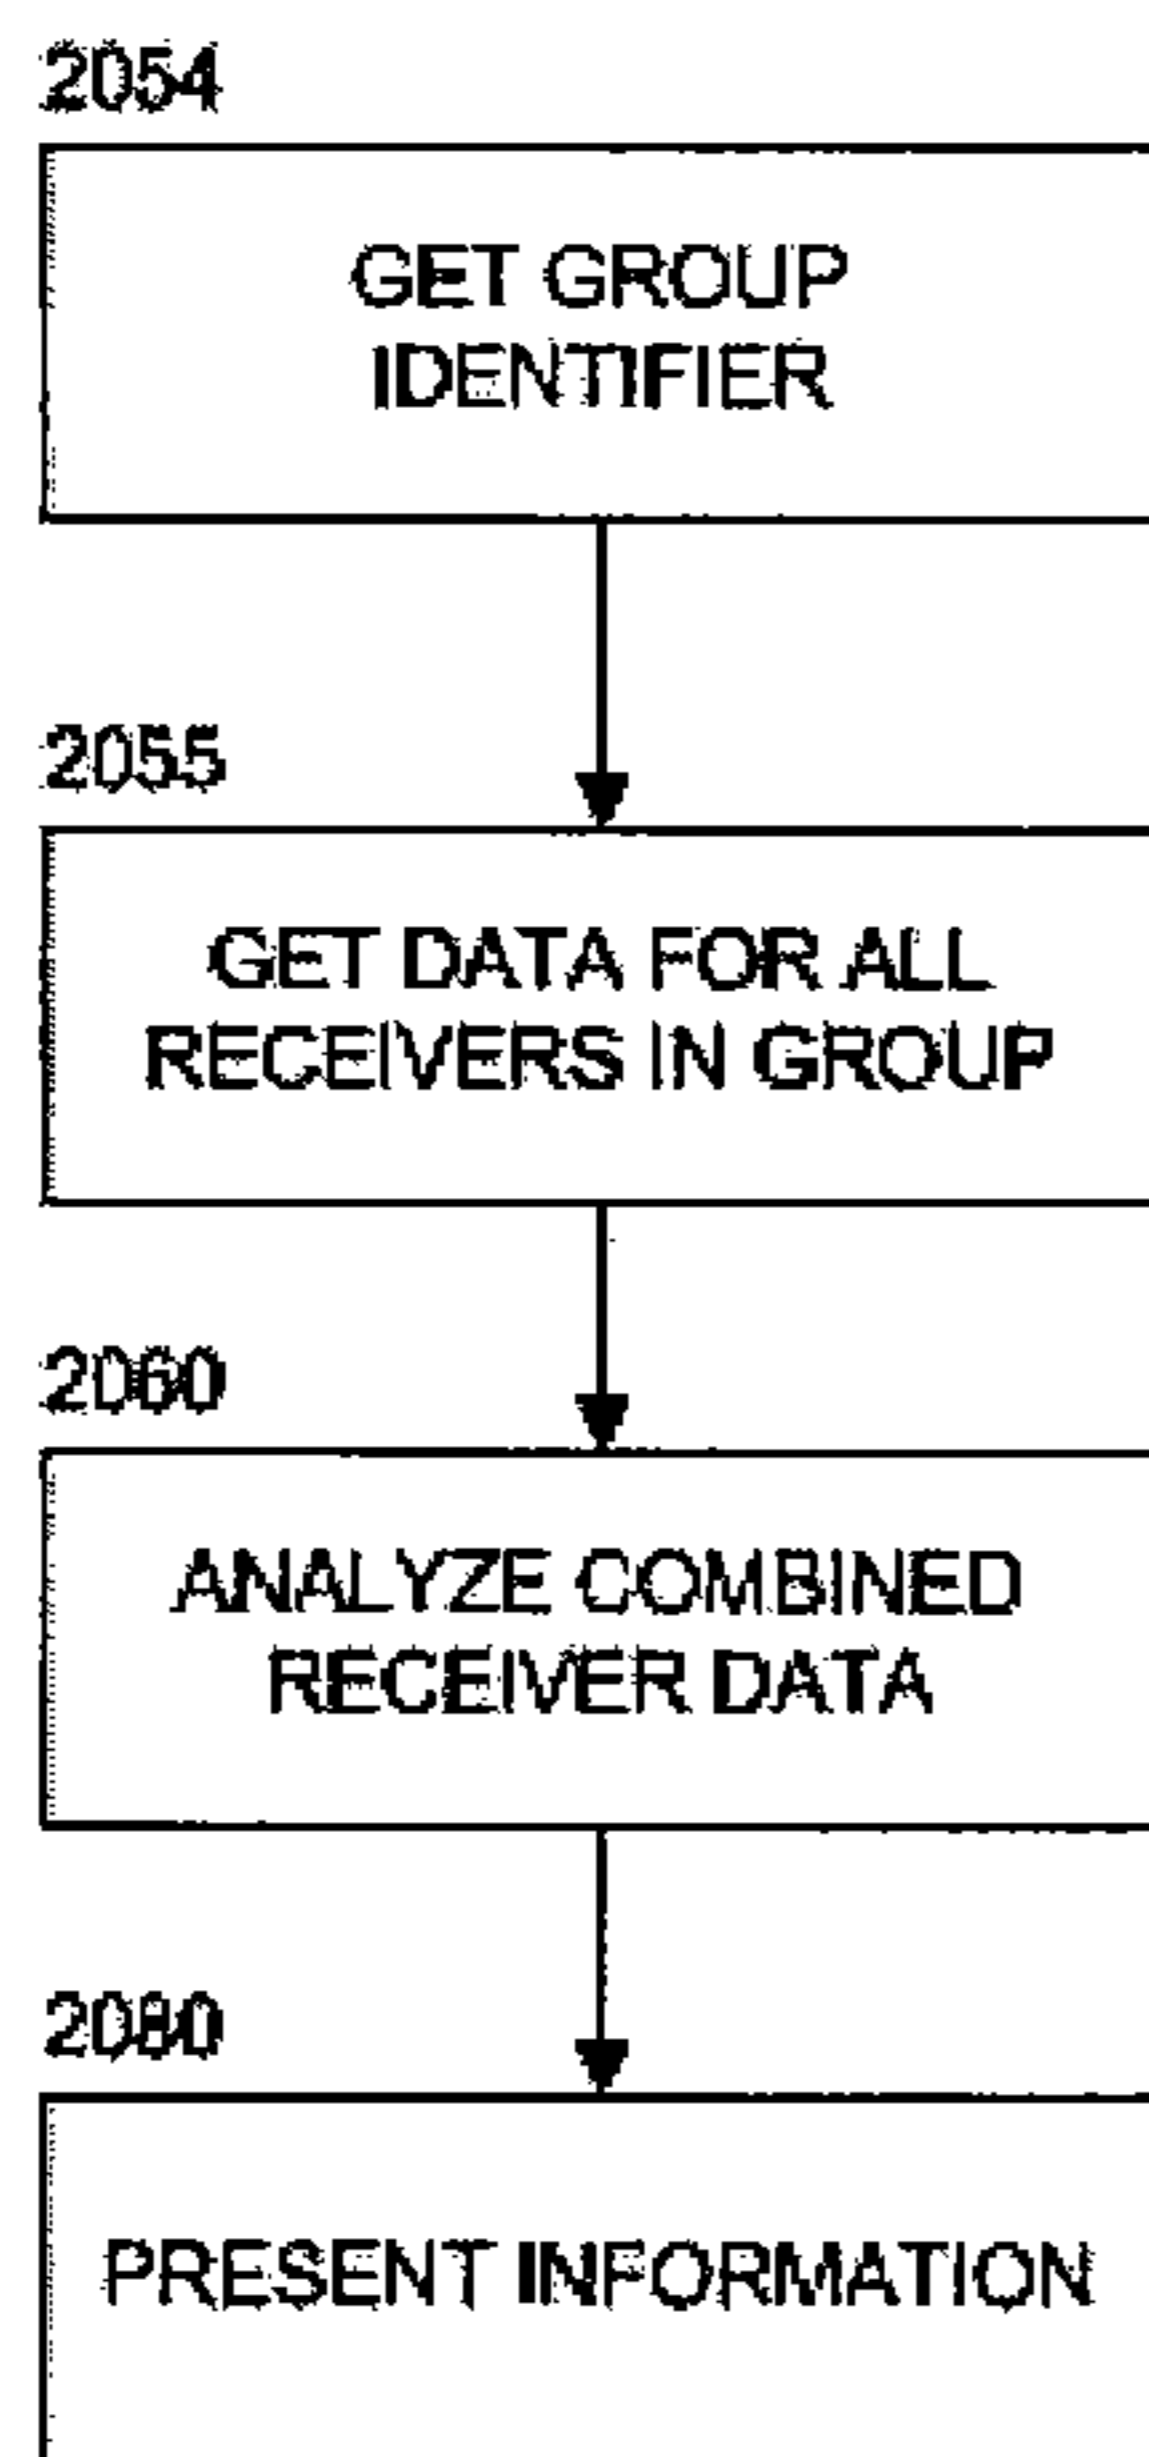 2054
GET GROUP
IDENTIFIER
2055
GET DATA FOR ALL
RECEIVERS IN GROUP
2060
ANALYZE COMBINED
RECEIVER DATA
2080
PRESENT INFORMATION